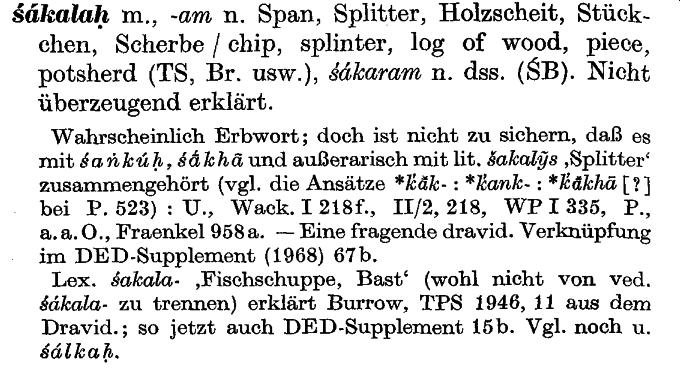 śákalaḥ m., -am n. Span, Splitter, Holzscheit, Stück-
chen, Scherbe / chip, splinter, log of wood, piece,
potsherd (TS, Br. usw.), śákaram n. dss. (ŚB). Nicht
überzeugend erklärt.
Wahrscheinlich Erbwort; doch ist nicht zu sichern, daß es
mit śaṅkúḥ, śā́khā und außerarisch mit lit. šakalỹs ‚Splitter‘
zusammengehört (vgl. die Ansätze *k̑ā̆k- : *k̑ank- : *k̑ā̆khā [?]
bei P. 523) : U., Wack. I 218f., II/2, 218, WP I 335, P.,
a. a. O., Fraenkel 958a. — Eine fragende dravid. Verknüpfung
im DED-Supplement (1968) 67b.
Lex. śakala- ‚Fischschuppe, Bast‘ (wohl nicht von ved.
śákala- zu trennen) erklärt Burrow, TPS 1946, 11 aus dem
Dravid.; so jetzt auch DED-Supplement 15b. Vgl. noch u.
śálkaḥ.